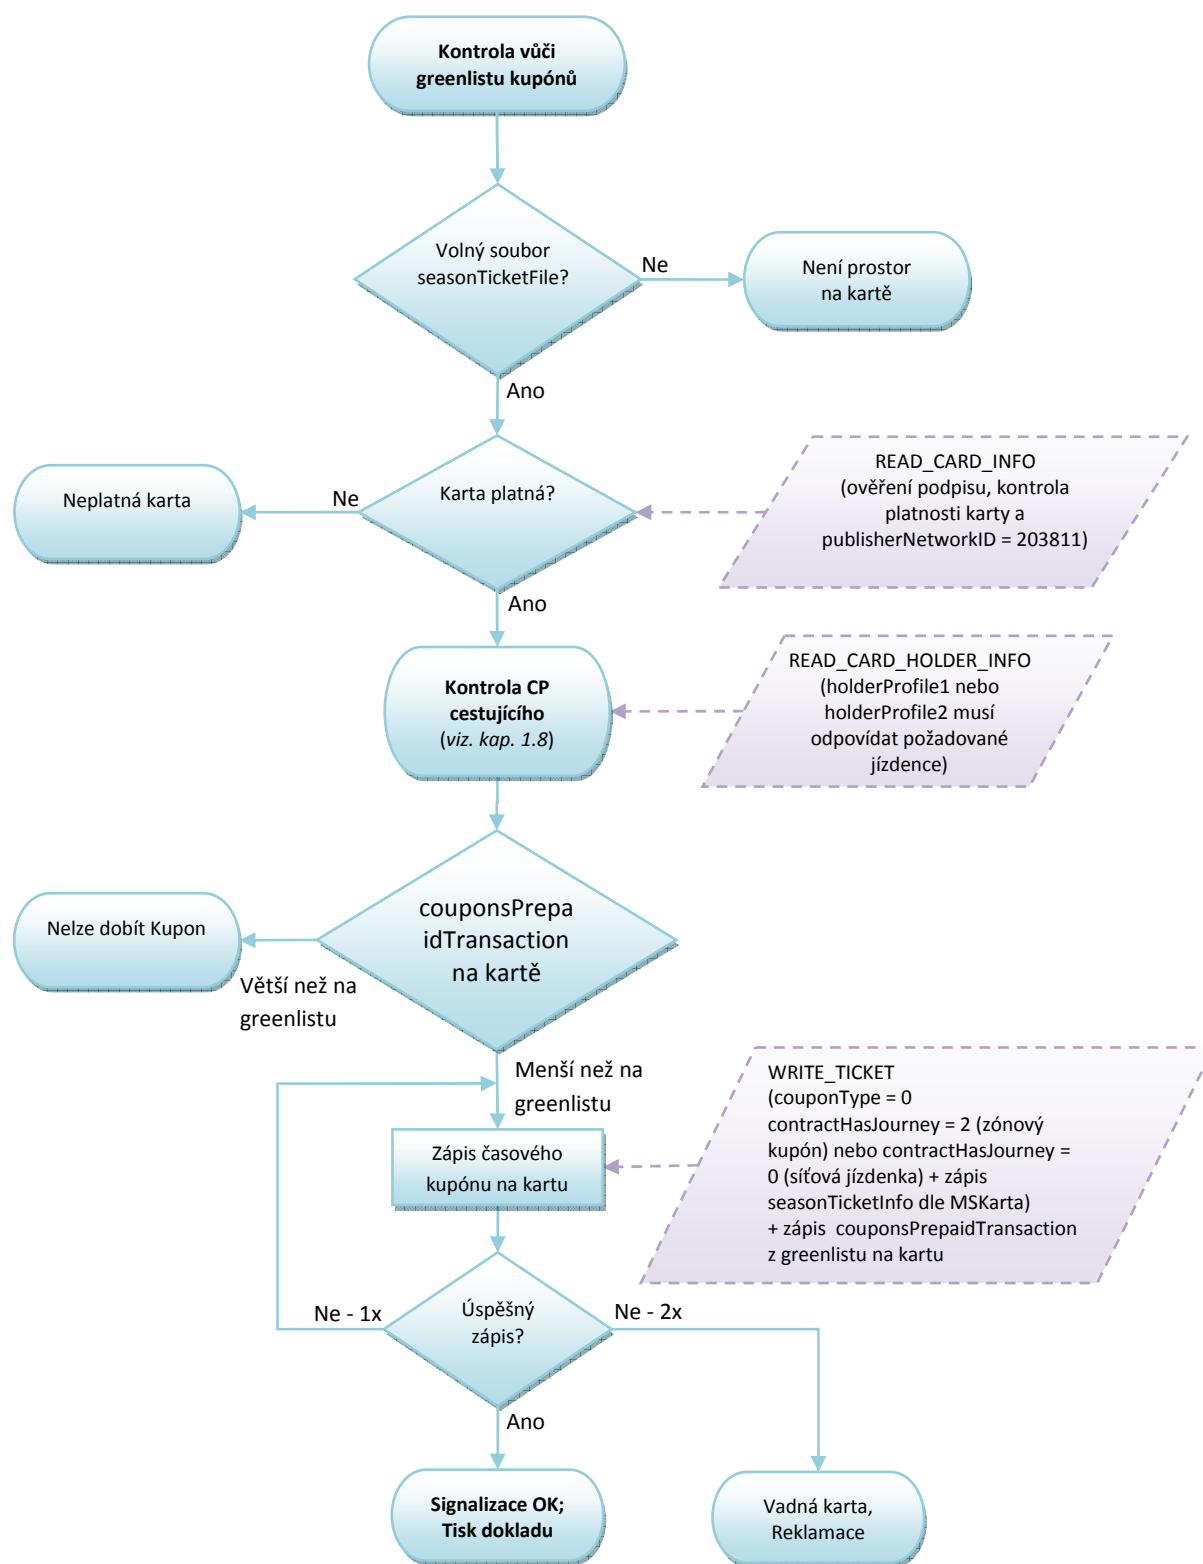 Kontrola vůči
greenlistu kupónů
Volný soubor
seasonTicketFile?
Ne
Není prostor
na kartě
Ano
Neplatná karta
Ne
Karta platná?
READ_CARD_INFO
(ověření podpisu, kontrola
platnosti karty a
publisherNetworkID = 203811)
Ano
Kontrola CP
cestujícího
(viz. kap. 1.8)
READ_CARD_HOLDER_INFO
(holderProfile1 nebo
holderProfile2 musí
odpovídat požadované
jízdence)
Nelze dobít Kupon
couponsPrepa
idTransaction
na kartě
Větší než na
greenlistu
Menší než na
greenlistu
Zápis časového
kupónu na kartu
WRITE_TICKET
(couponType = 0
contractHasJourney = 2 (zónový
kupón) nebo contractHasJourney =
0 (síťová jízdenka) + zápis
seasonTicketInfo dle MSKarta)
+ zápis  couponsPrepaidTransaction
z greenlistu na kartu
Ne - 1x
Úspěšný
zápis?
Ne - 2x
Ano
Signalizace OK;
Tisk dokladu
Vadná karta,
Reklamace